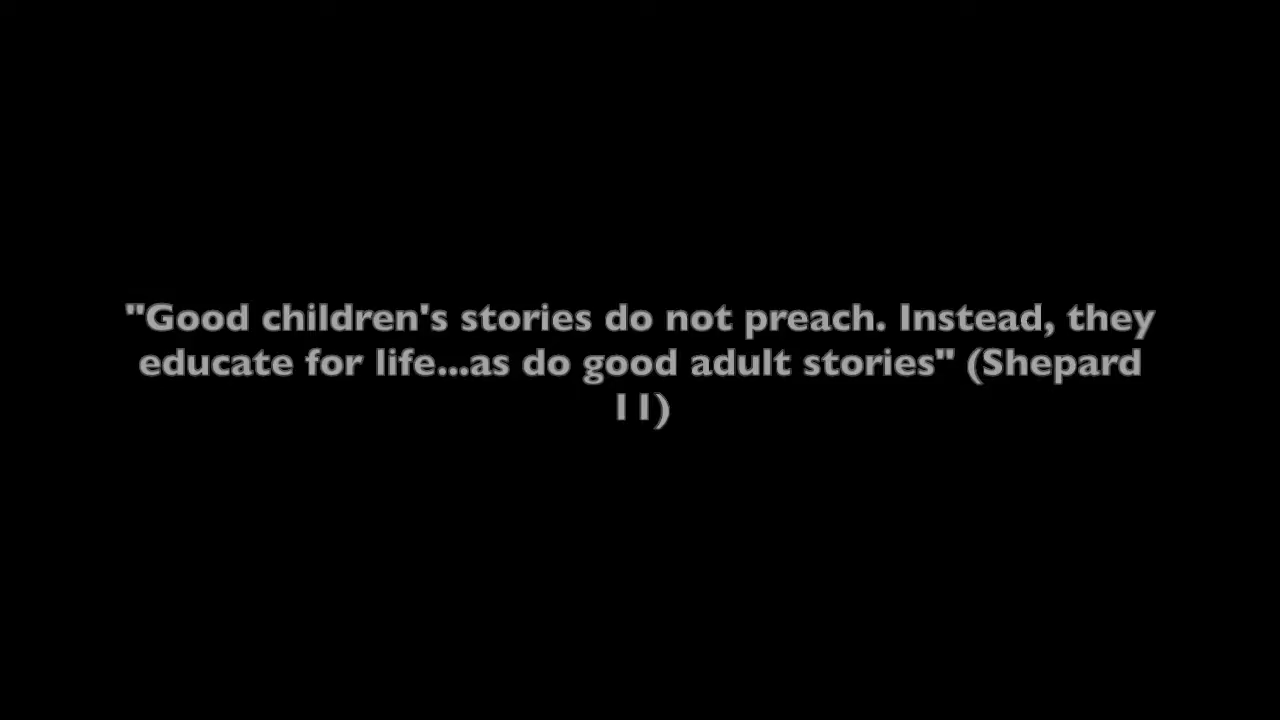 "Good children's stories do not preach. Instead, they
educate for life...as do good adult stories" (Shepard
11)